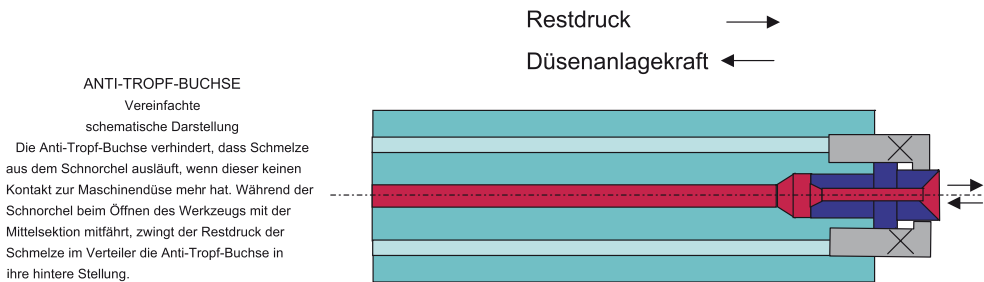 Restdruck
Düsenanlagekraft
ANTI-TROPF-BUCHSE
Vereinfachte
schematische Darstellung
Die Anti-Tropf-Buchse verhindert, dass Schmelze
aus dem Schnorchel ausläuft, wenn dieser keinen
Kontakt zur Maschinendüse mehr hat. Während der
Schnorchel beim Öffnen des Werkzeugs mit der
Mittelsektion mitfährt, zwingt der Restdruck der
Schmelze im Verteiler die Anti-Tropf-Buchse in
ihre hintere Stellung.